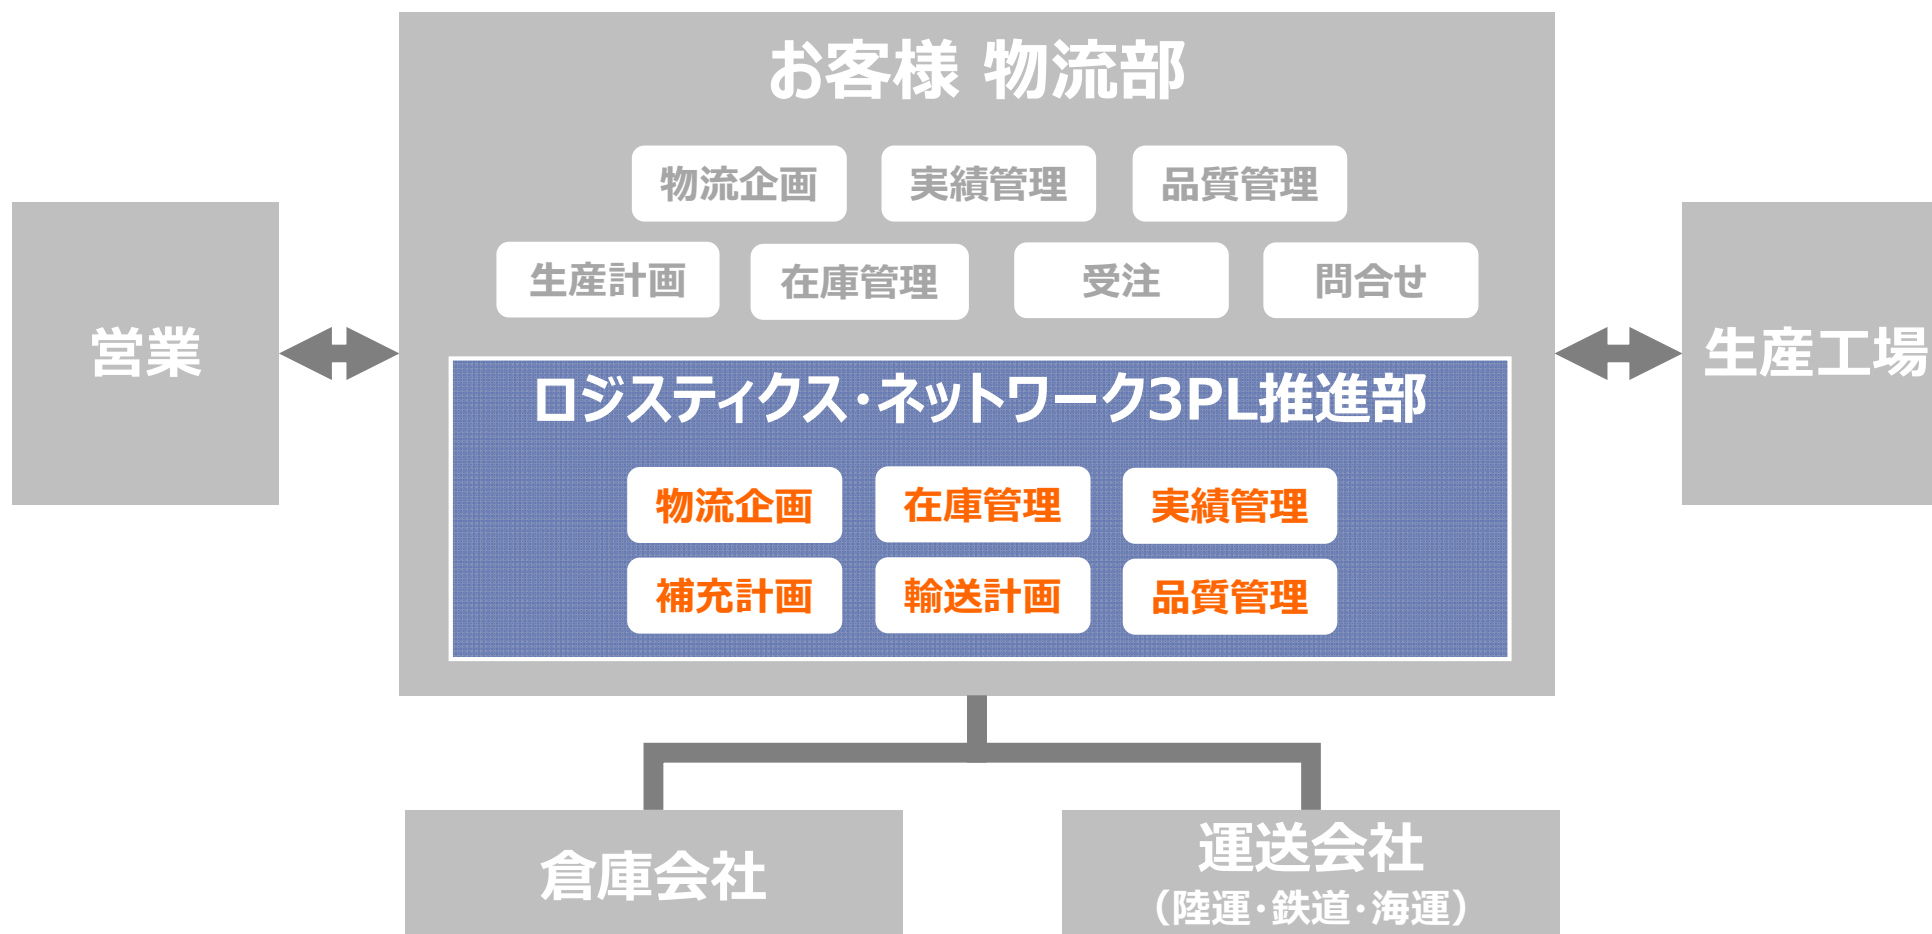 お客様 物流部
物流企画
実績管理
品質管理
生産計画
在庫管理
受注
問合せ
営業
生産工場
ロジスティクス・ネットワーク3PL推進部
物流企画
在庫管理
実績管理
補充計画
輸送計画
品質管理
倉庫会社
運送会社
（陸運・鉄道・海運）